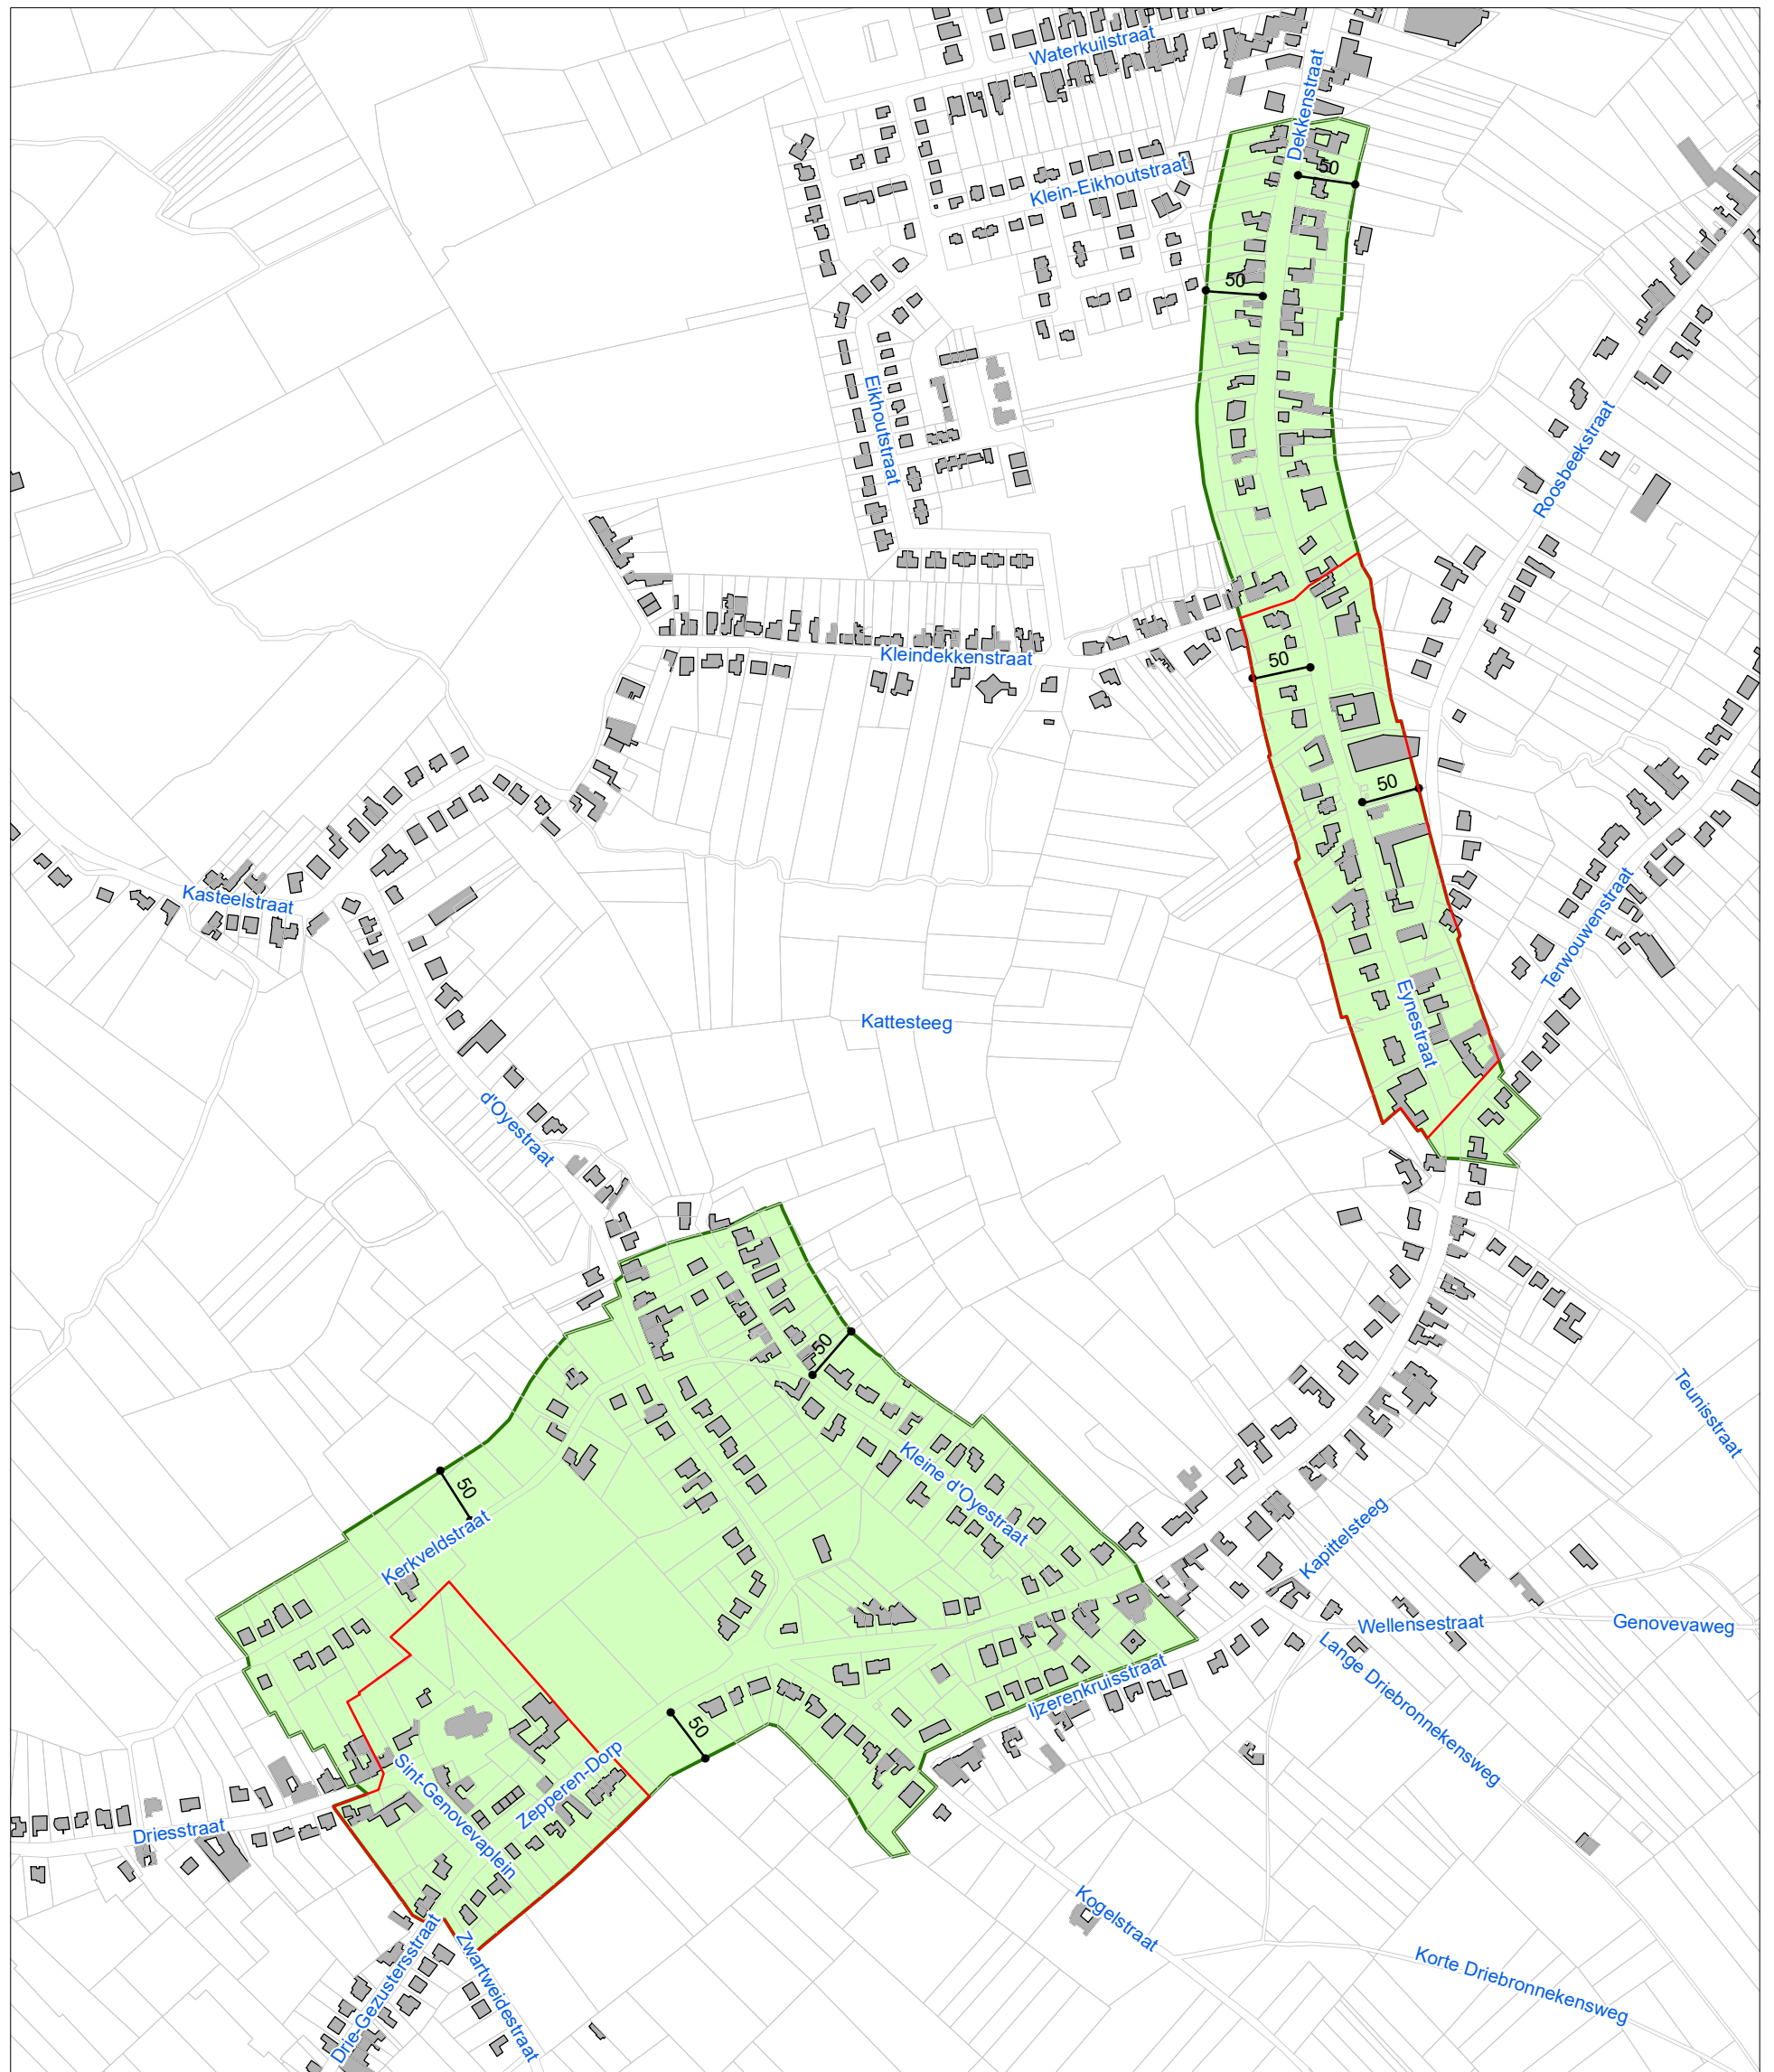 Waterkuilstraat
Dekkenstraat
50
Klein-Eikhoutstraat
50
Eikhoutstraat
Roosbeekstraat
Kleindekkenstraat
50
50
Kasteelstraat
Terwouwenstraat
Eynestraat
Kattesteeg
d'Oyestraat
50
Teunisstraat
Kleine d'Oyestraat
50
Kerkveldstraat
Kapittelsteeg
Wellensestraat
Genovevaweg
Ijzerenkruisstraat
Lange Driebronnekensweg
50
Sint-Genovevaplein
Zepperen-Dorp
Driesstraat
Kogelstraat
Drie-Gezustersstraat
Zwartweidestraat
Korte Driebronnekensweg